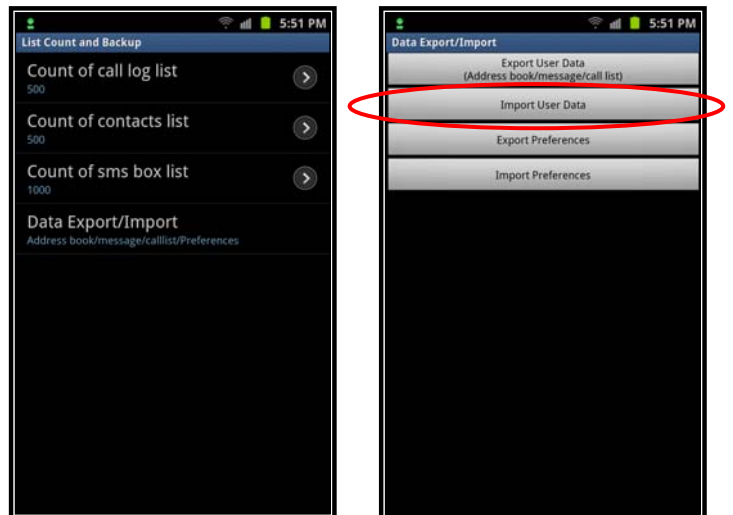 5:51 PM
List Count and Backup
Count of call log list
500
Count of contacts list
500
Count of sms box list
1000
Data Export/Import
Address book/message/calllist/Preferences
5:51 PM
Data Export/Import
Export User Data
(Address book/message/call list)
Import User Data
Export Preferences
Import Preferences